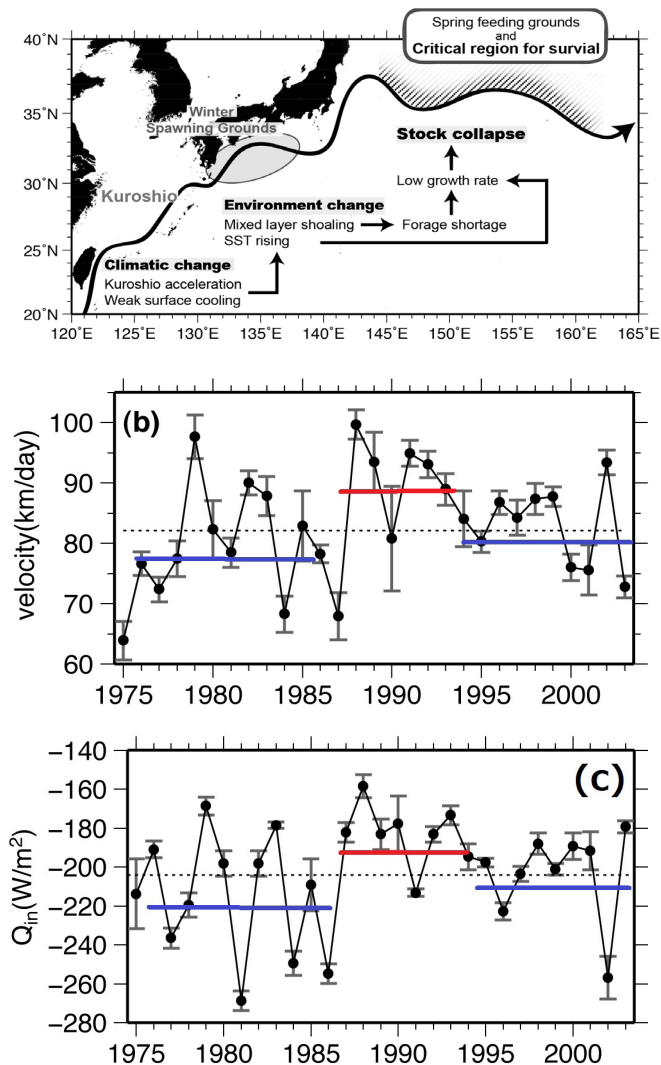 Spring feeding grounds
and
Critical region for survial
40°N
35°N
30°N
25°N
20°N
Winter
Spawning Grounds
Kuroshio
Stock collapse
Low growth rate
Environment change
Mixed layer shoaling
Forage shortage
SST rising
Climatic change
Kuroshio acceleration
Weak surface cooling
120°E 125°E 130°E 135°E 140°E 145°E 150°E 155°E 160°E 165°E
(b)
velocity(km/day)
100
90
80
70
60
1975 1980 1985 1990 1995 2000
(c)
Qin(W/m²)
−140
−160
−180
−200
−220
−240
−260
−280
1975 1980 1985 1990 1995 2000